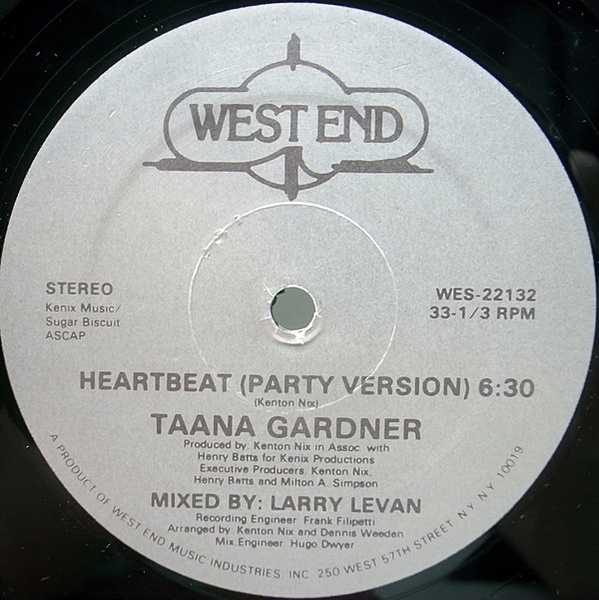 WEST END
STEREO
Kenix Music/
Sugar Biscuit
ASCAP
WES-22132
33-1/3 RPM
HEARTBEAT (PARTY VERSION) 6:30
(Kenton Nix)
TAANA GARDNER
Produced by: Kenton Nix in Assoc. with
Henry Batts for Kenix Productions
Executive Producers: Kenton Nix,
Henry Batts and Milton A. Simpson
MIXED BY: LARRY LEVAN
Recording Engineer: Frank Filipetti
Arranged by: Kenton Nix and Dennis Weeden
Mix Engineer: Hugo Dwyer
A PRODUCT OF WEST END MUSIC INDUSTRIES, INC. 250 WEST 57TH STREET NY NY 10019